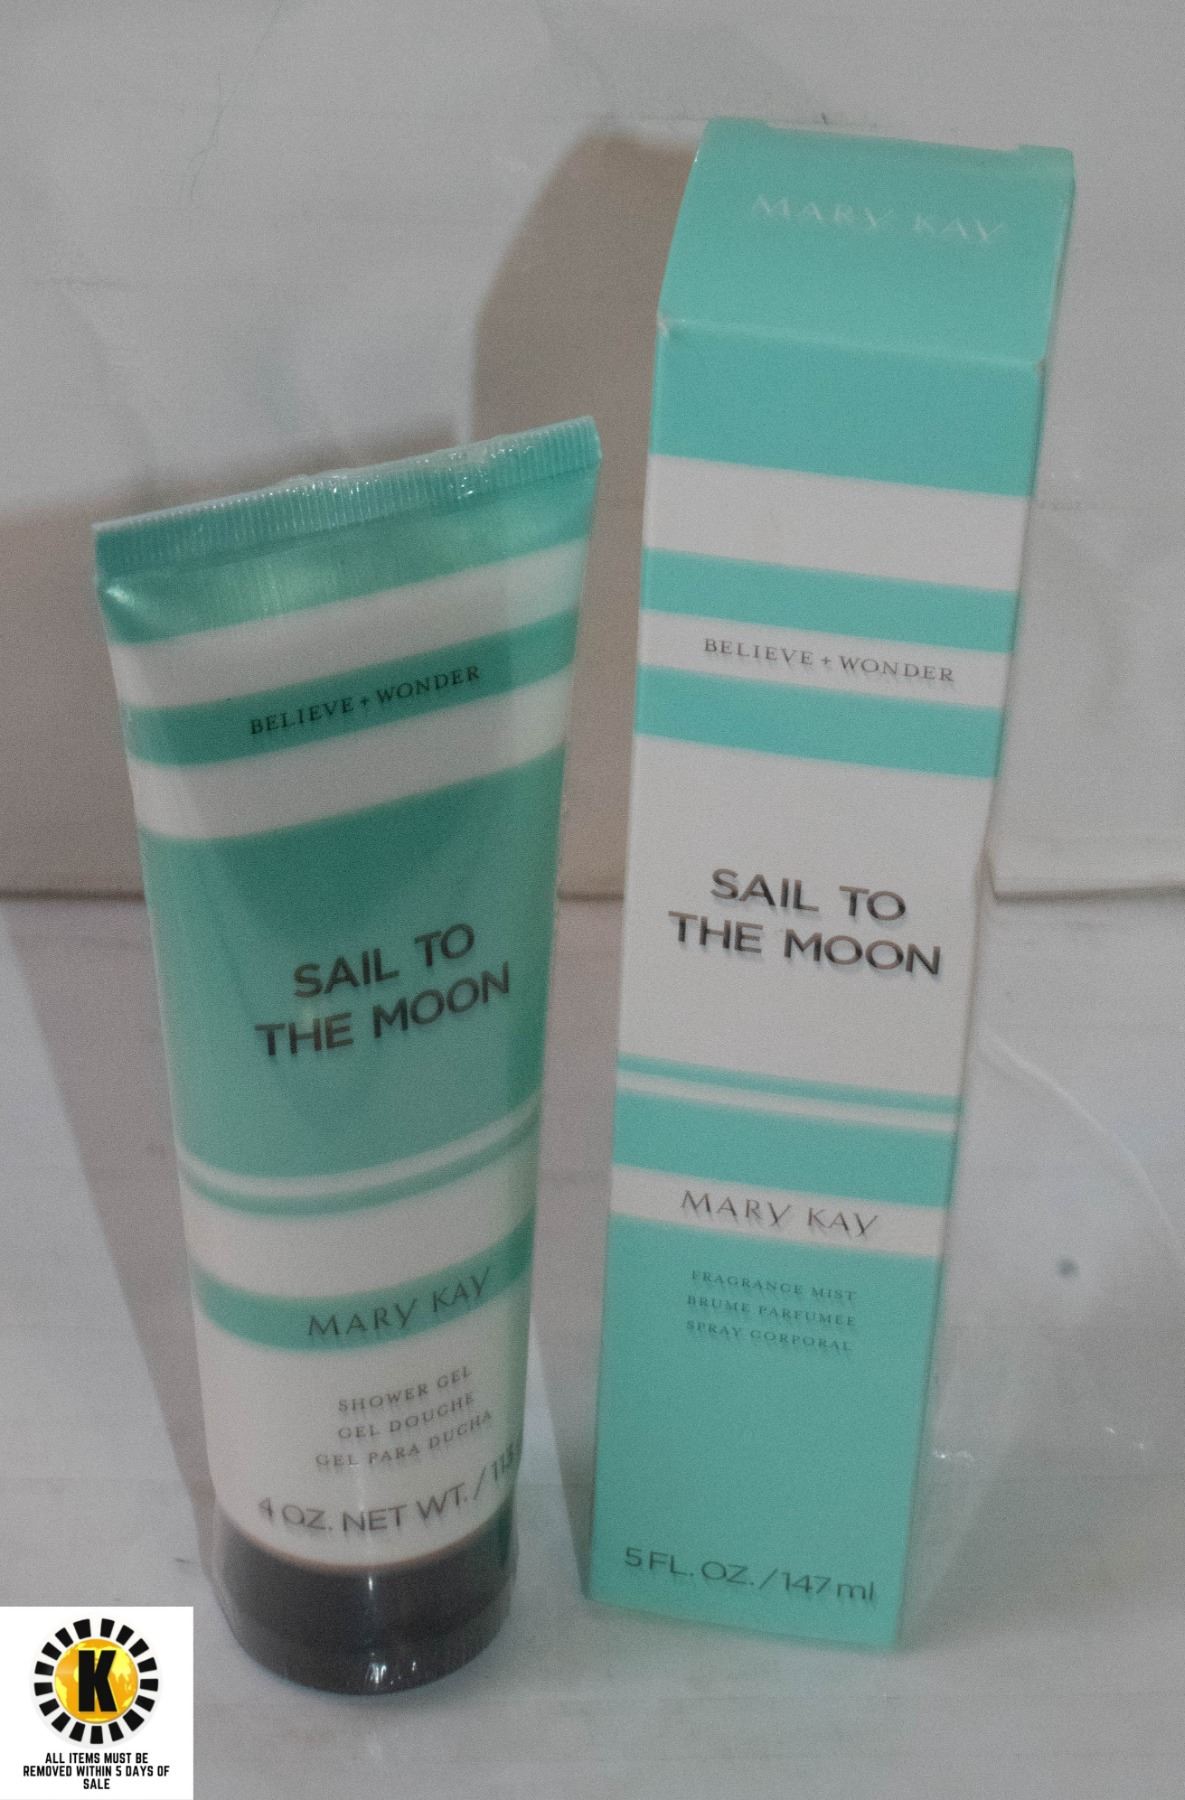 BELIEVE + WONDER
SAIL TO
THE MOON
MARY KAY
SHOWER GEL
GEL DOUCHE
GEL PARA DUCHA
4 OZ. NET WT. / 113
MARY KAY
BELIEVE + WONDER
SAIL TO
THE MOON
MARY KAY
FRAGRANCE MIST
BRUME PARFUMÉE
SPRAY CORPORAL
5 FL. OZ. / 147 ml
K
ALL ITEMS MUST BE
REMOVED WITHIN 5 DAYS OF
SALE